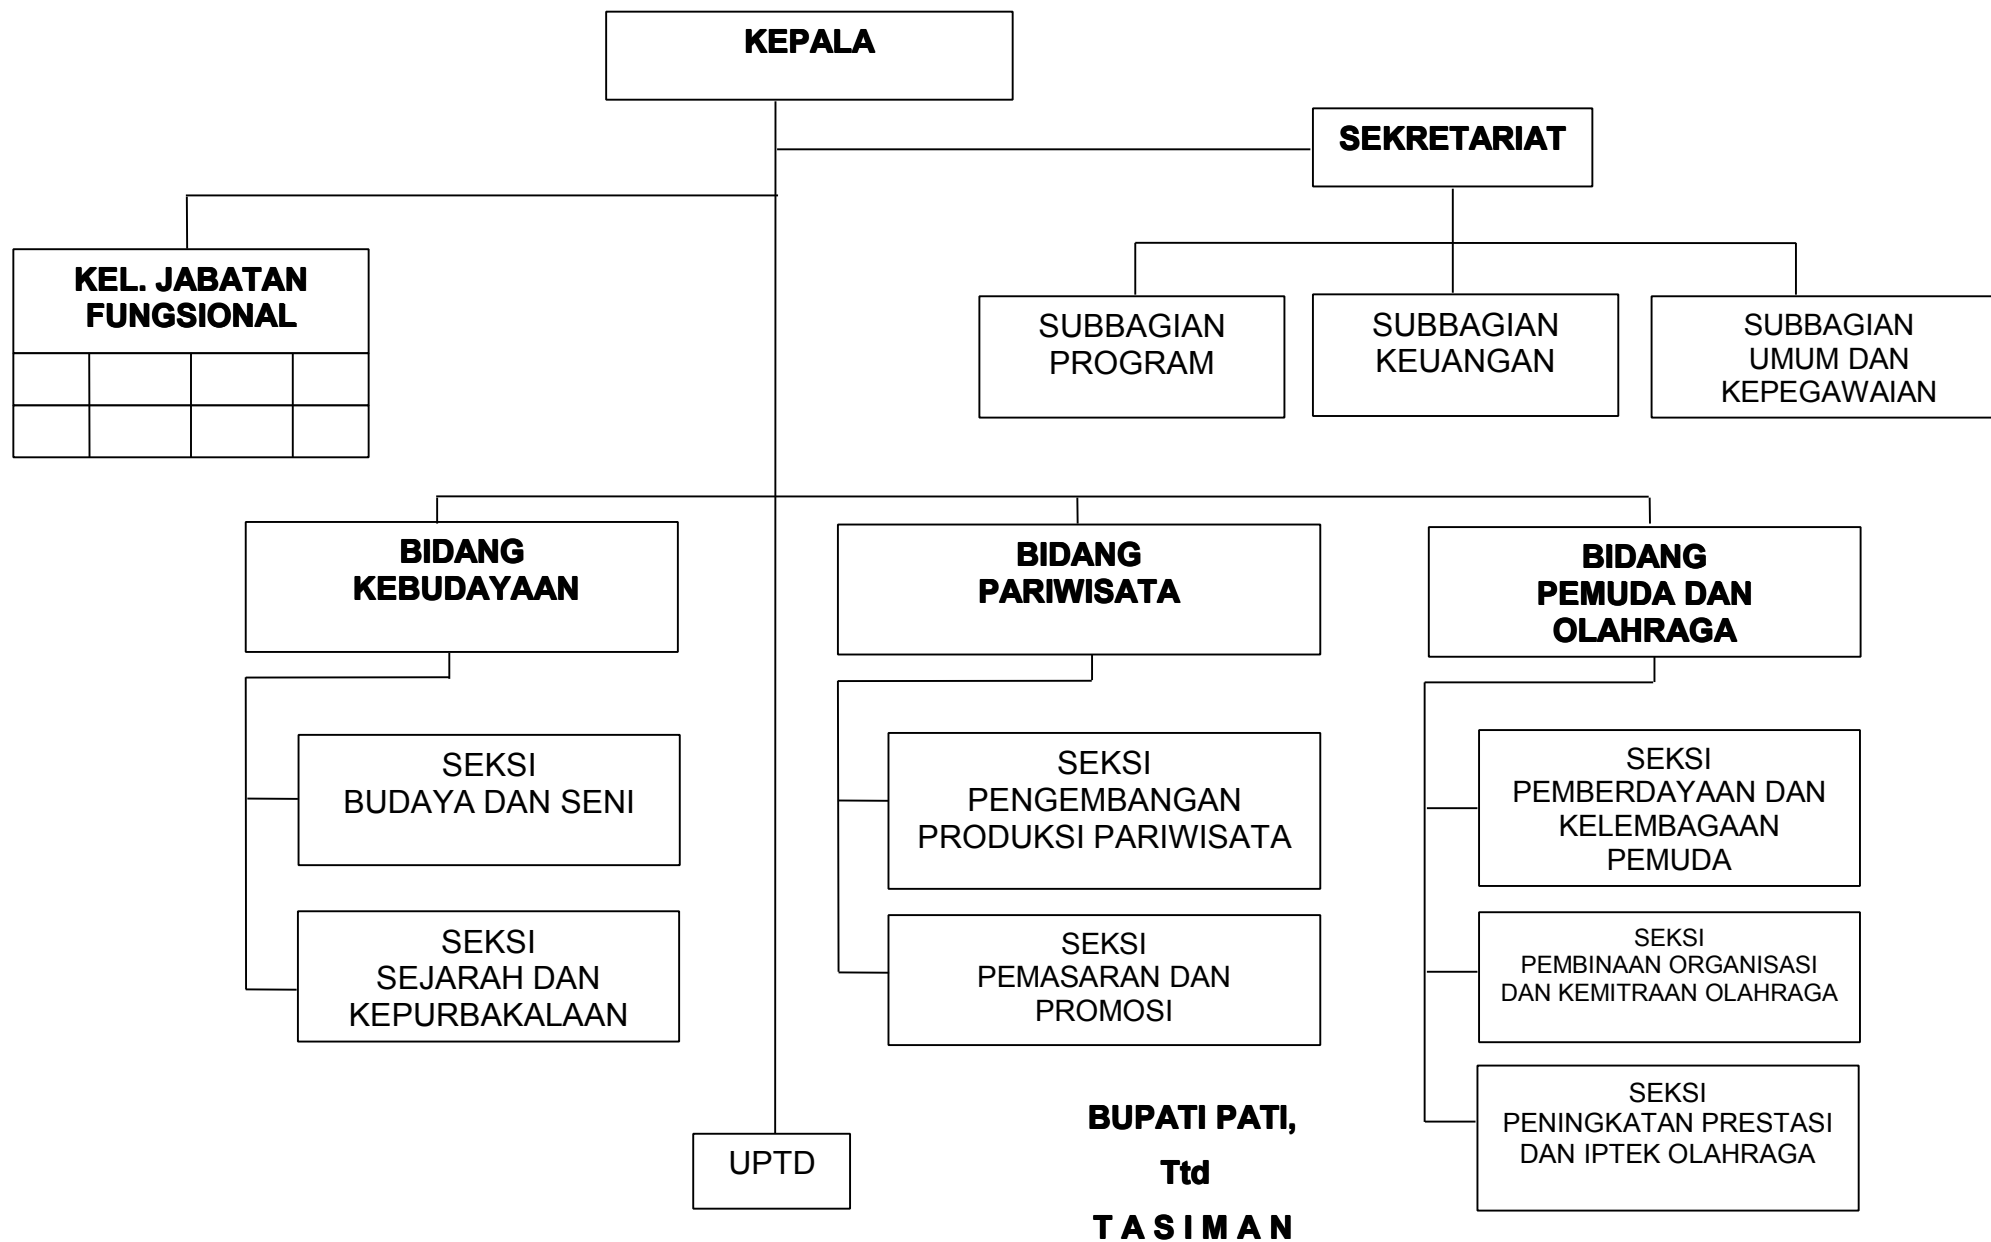 KEPALA
SEKRETARIAT
KEL. JABATAN
FUNGSIONAL
SUBBAGIAN
PROGRAM
SUBBAGIAN
KEUANGAN
SUBBAGIAN
UMUM DAN
KEPEGAWAIAN
BIDANG
KEBUDAYAAN
BIDANG
PARIWISATA
BIDANG
PEMUDA DAN
OLAHRAGA
SEKSI
BUDAYA DAN SENI
SEKSI
SEJARAH DAN
KEPURBAKALAAN
SEKSI
PENGEMBANGAN
PRODUKSI PARIWISATA
SEKSI
PEMASARAN DAN
PROMOSI
SEKSI
PEMBERDAYAAN DAN
KELEMBAGAAN
PEMUDA
SEKSI
PEMBINAAN ORGANISASI
DAN KEMITRAAN OLAHRAGA
SEKSI
PENINGKATAN PRESTASI
DAN IPTEK OLAHRAGA
UPTD
BUPATI PATI,
Ttd
T A S I M A N